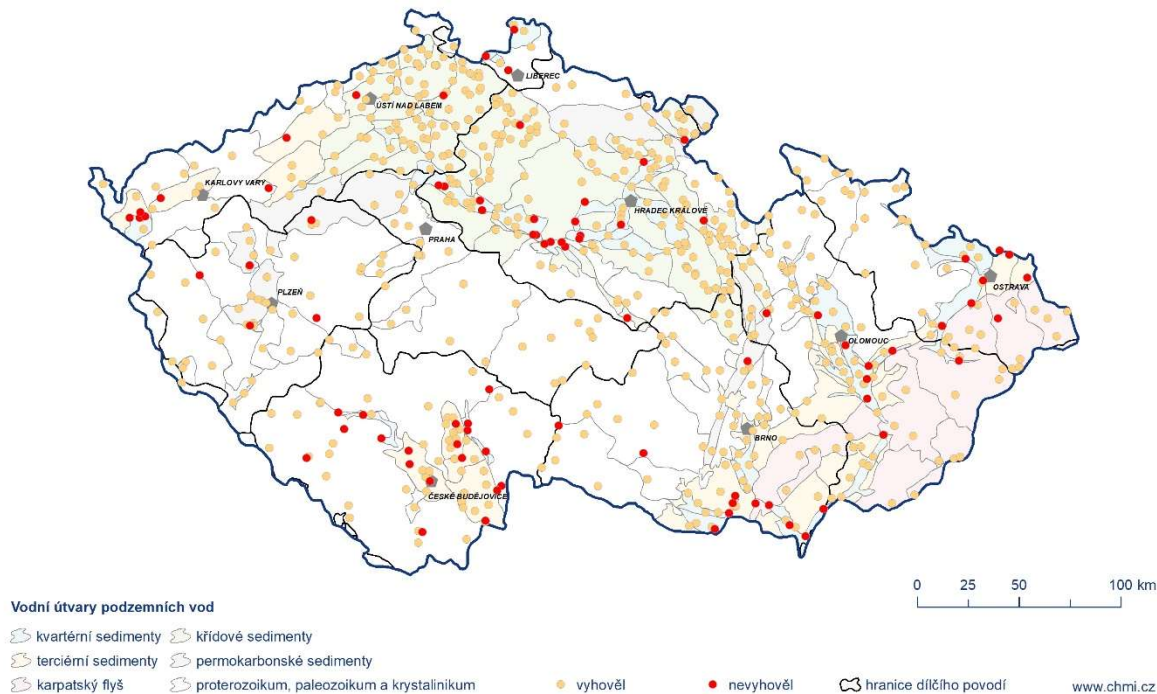 LIBEREC
ÚSTÍ NAD LABEM
KARLOVY VARY
HRADEC KRÁLOVÉ
PRAHA
OSTRAVA
PLZEŇ
OLOMOUC
BRNO
ČESKÉ BUDĚJOVICE
0 25 50 100 km
Vodní útvary podzemních vod
kvartérní sedimenty křídové sedimenty
terciérní sedimenty permokarbonské sedimenty
karpatský flyš proterozoikum, paleozoikum a krystalinikum vyhověl nevyhověl hranice dílčího povodí www.chmi.cz